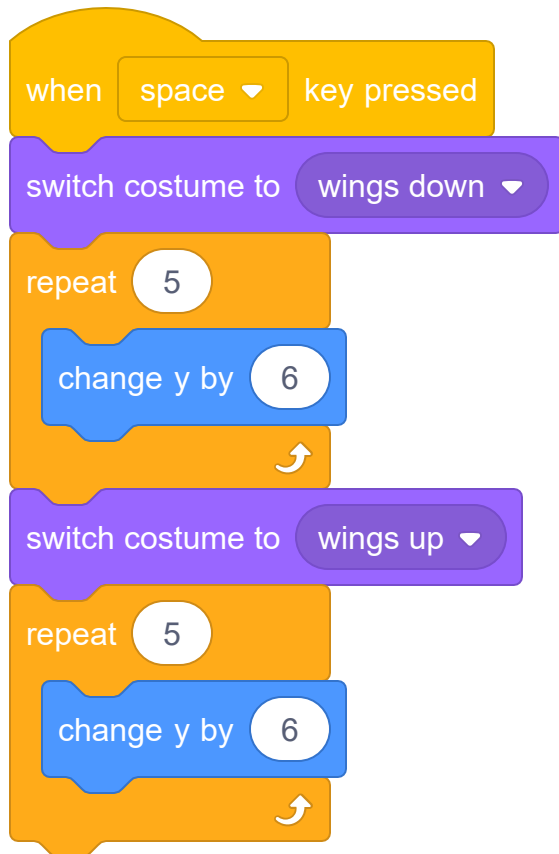 when space key pressed
switch costume to wings down
repeat 5
change y by 6
switch costume to wings up
repeat 5
change y by 6